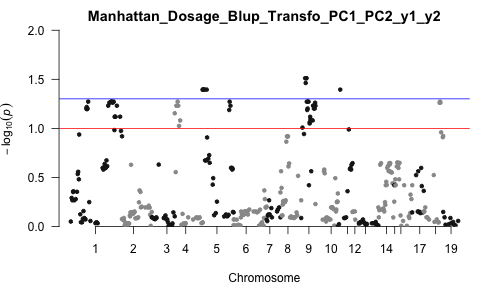 Manhattan_Dosage_Blup_Transfo_PC1_PC2_y1_y2
2.0
1.5
1.0
0.5
0.0
− log₁₀(p)
1 2 3 4 5 6 7 8 9 10 12 14 17 19
Chromosome